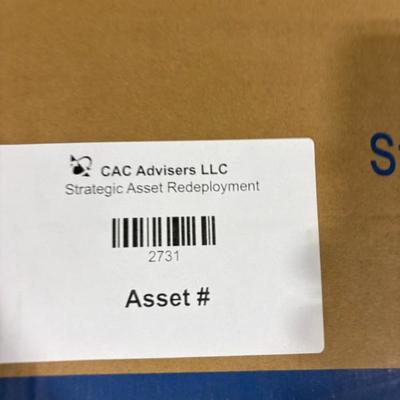 CAC Advisers LLC
Strategic Asset Redeployment
2731
Asset #